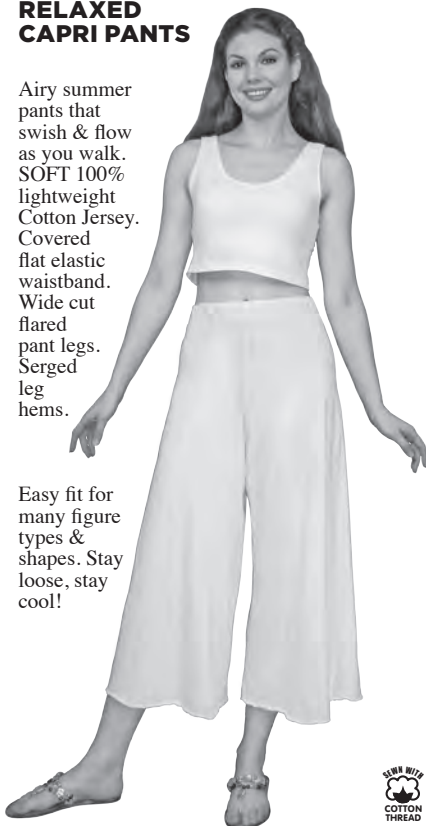 RELAXED
CAPRI PANTS
Airy summer
pants that
swish & flow
as you walk.
SOFT 100%
lightweight
Cotton Jersey.
Covered
flat elastic
waistband.
Wide cut
flared
pant legs.
Serged
leg
hems.
Easy fit for
many figure
types &
shapes. Stay
loose, stay
cool!
SEWN WITH
COTTON
THREAD